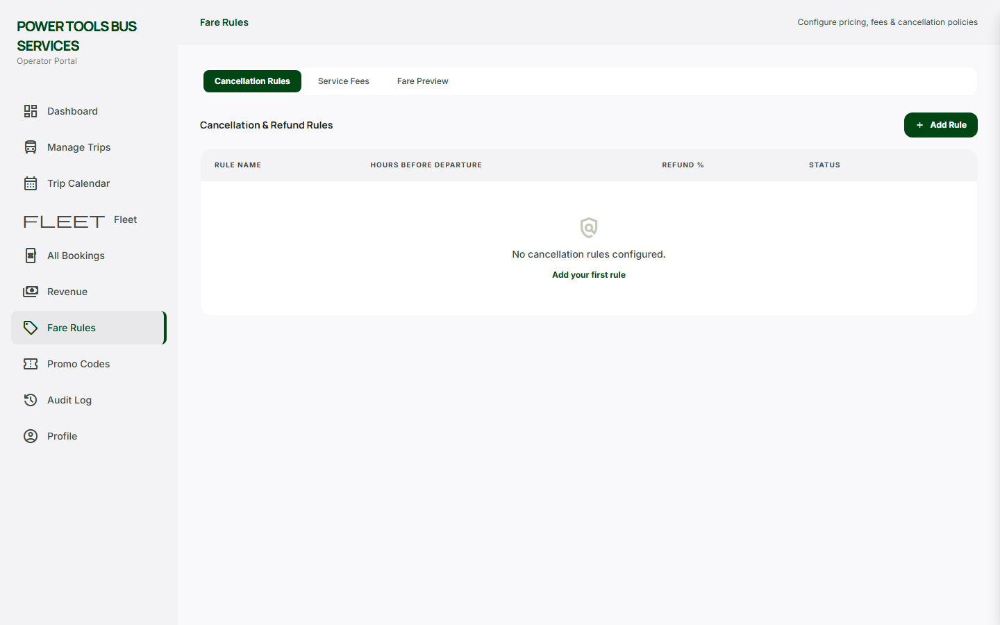 POWER TOOLS BUS
SERVICES
Operator Portal
Dashboard
Manage Trips
Trip Calendar
FLEET Fleet
All Bookings
Revenue
Fare Rules
Promo Codes
Audit Log
Profile
Fare Rules
Configure pricing, fees & cancellation policies
Cancellation Rules Service Fees Fare Preview
Cancellation & Refund Rules
+ Add Rule
RULE NAME HOURS BEFORE DEPARTURE REFUND % STATUS
No cancellation rules configured.
Add your first rule